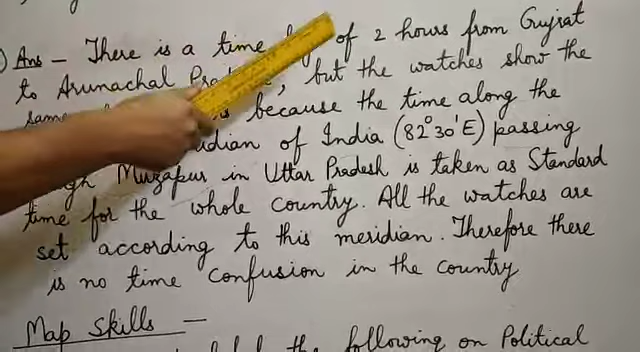 Ans - There is a time of 2 hours from Gujrat
to Arunachal but the watches show the
same because the time along the
of India (82°30'E) passing
Muzapur in Uttar Pradesh is taken as Standard
time for the whole country. All the watches are
set according to this meridian. Therefore there
is no time confusion in the country
Map Skills -
the following on Political